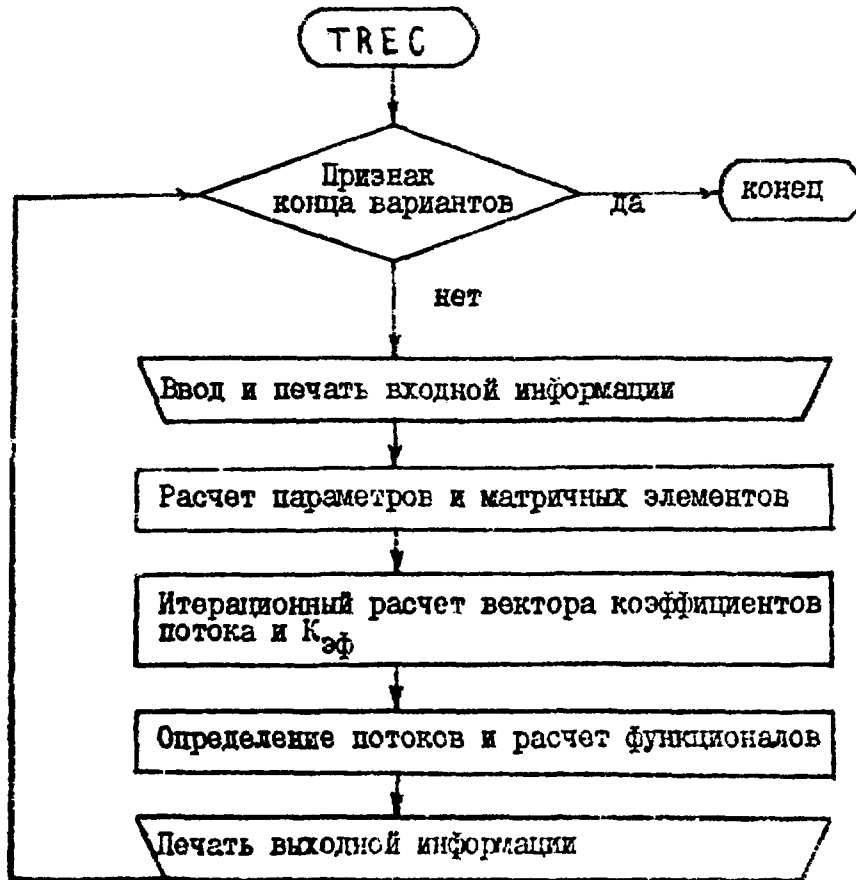 TREC
Признак
конца вариантов
да
конец
нет
Ввод и печать входной информации
Расчет параметров и матричных элементов
Итерационный расчет вектора коэффициентов
потока и Kэф
Определение потоков и расчет функционалов
Печать выходной информации